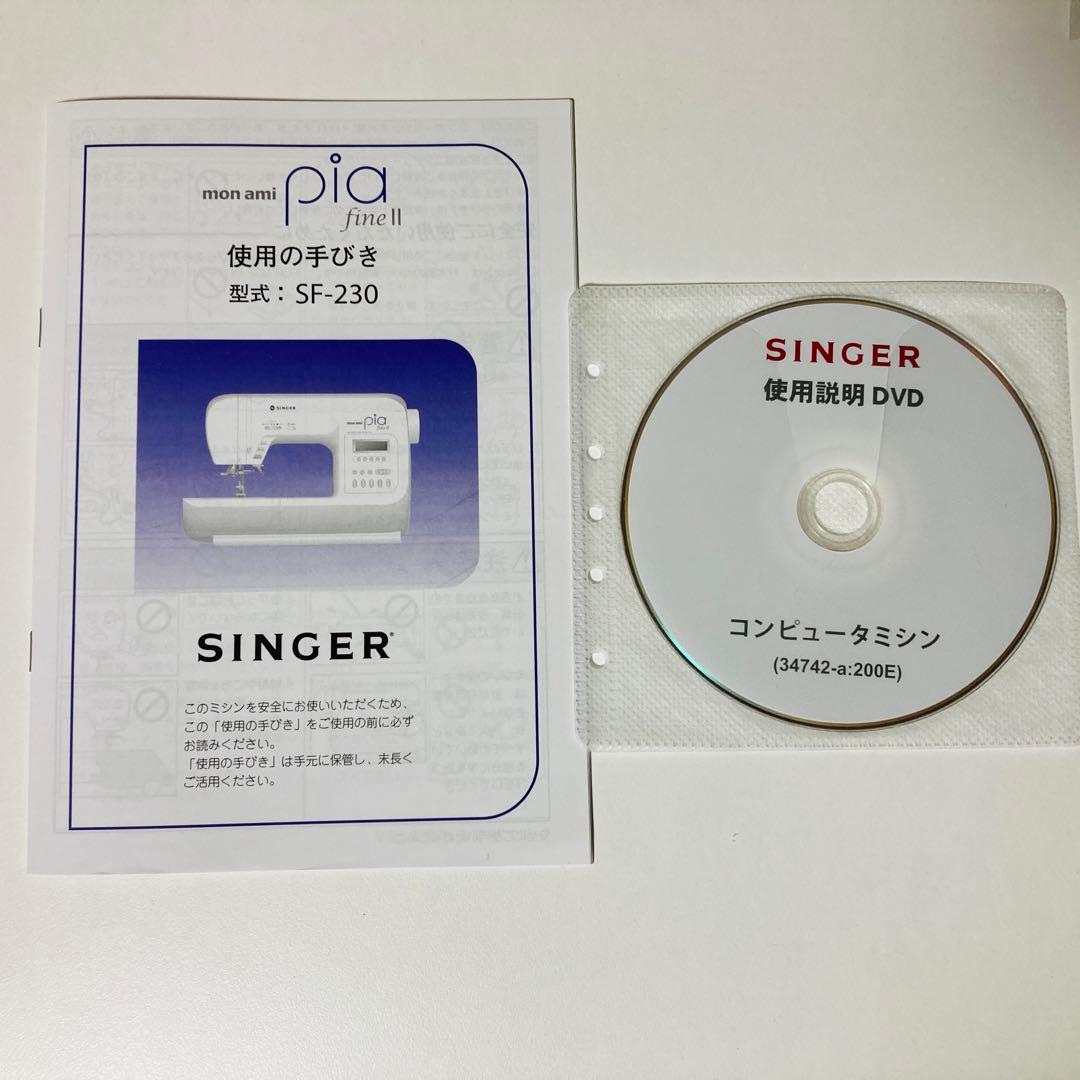 mon ami pia
fine II
使用の手びき
型式：SF-230
SINGER
mon ami pia
fine II
SINGER®
このミシンを安全にお使いいただくため、
この「使用の手びき」をご使用の前に必ず
お読みください。
「使用の手びき」は手元に保管し、末長く
ご活用ください。
SINGER
使用説明 DVD
コンピュータミシン
(34742-a:200E)